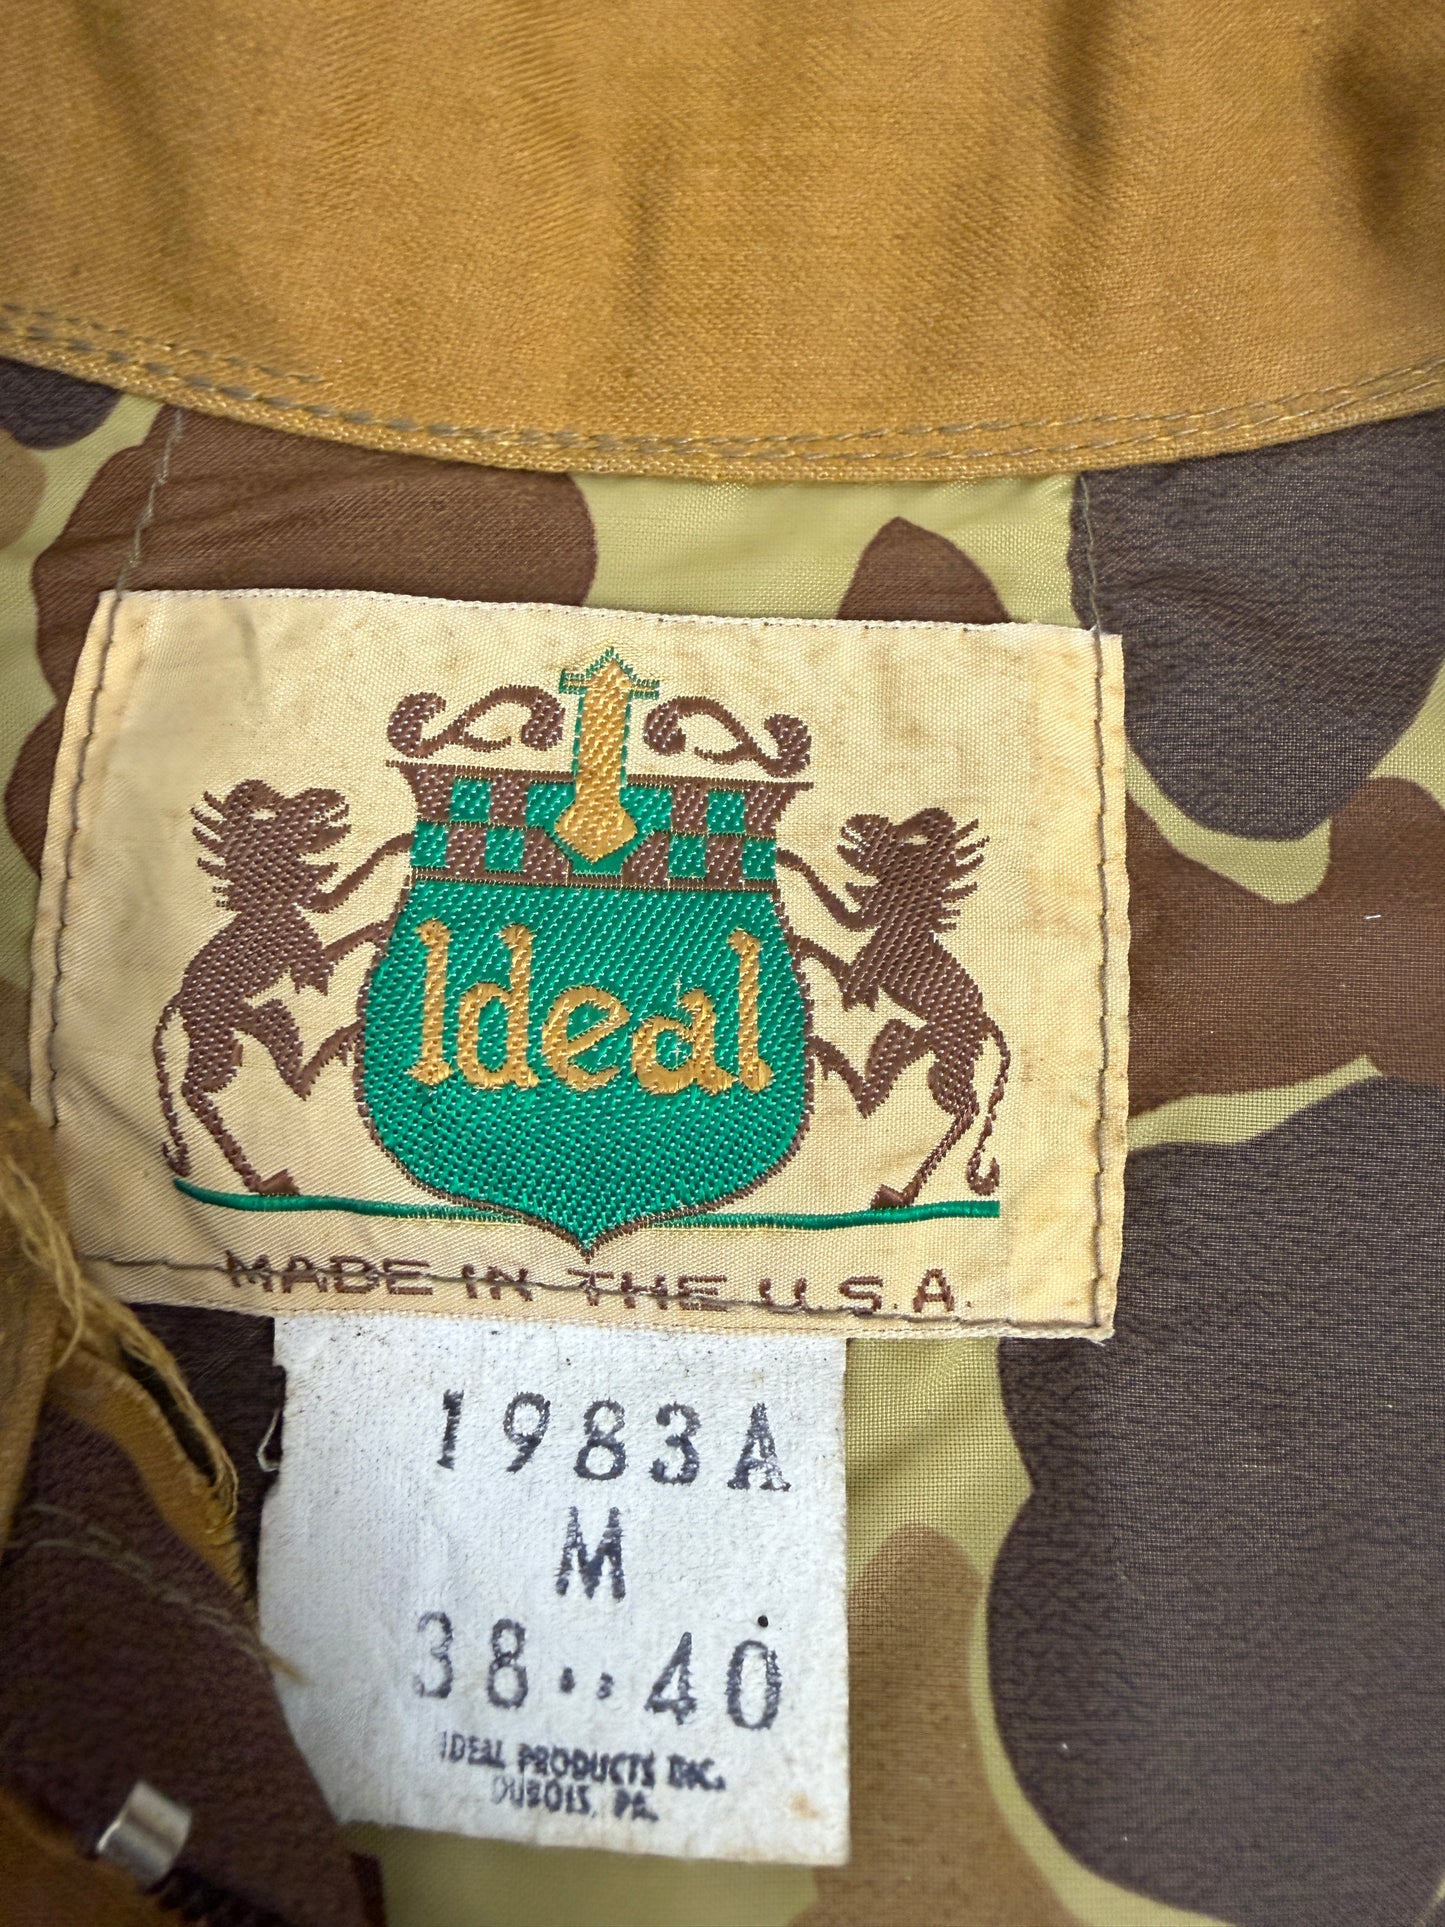 Ideal
MADE IN THE U.S.A.
1983A
M
38--40
IDEAL PRODUCTS INC.
DUBOIS, PA.